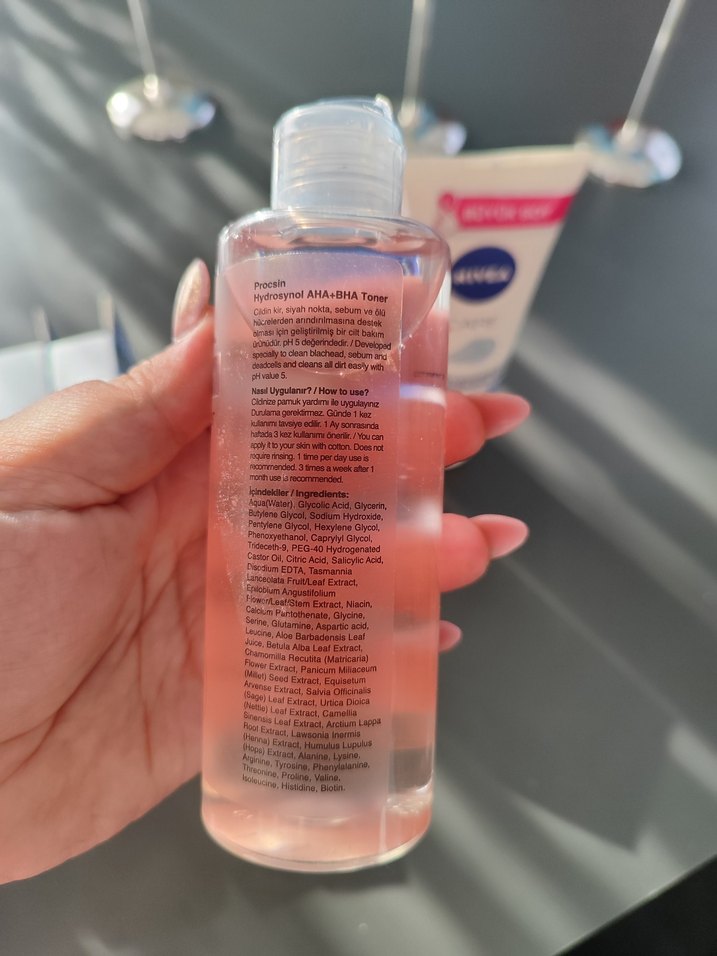 NIVEA
Procsin
Hydrosynol AHA+BHA Toner
Cildin kir, siyah nokta, sebum ve ölü
hücrelerden arındırılmasına destek
olması için geliştirilmiş bir cilt bakım
ürünüdür. pH 5 değerindedir. / Developed
specially to clean blachead, sebum and
deadcells and cleans all dirt easily with
pH value 5.
Nasıl Uygulanır? / How to use?
Cildinize pamuk yardımı ile uygulayınız
Durulama gerektirmez. Günde 1 kez
kullanımı tavsiye edilir. 1 Ay sonrasında
haftada 3 kez kullanımı önerilir. / You can
apply it to your skin with cotton. Does not
require rinsing. 1 time per day use is
recommended. 3 times a week after 1
month use is recommended.
İçindekiler / Ingredients:
Aqua(Water), Glycolic Acid, Glycerin,
Butylene Glycol, Sodium Hydroxide,
Pentylene Glycol, Hexylene Glycol,
Phenoxyethanol, Caprylyl Glycol,
Trideceth-9, PEG-40 Hydrogenated
Castor Oil, Citric Acid, Salicylic Acid,
Disodium EDTA, Tasmannia
Lanceolata Fruit/Leaf Extract,
Epilobium Angustifolium
Flower/Leaf/Stem Extract, Niacin,
Calcium Pantothenate, Glycine,
Serine, Glutamine, Aspartic acid,
Leucine, Aloe Barbadensis Leaf
Juice, Betula Alba Leaf Extract,
Chamomilla Recutita (Matricaria)
Flower Extract, Panicum Miliaceum
(Millet) Seed Extract, Equisetum
Arvense Extract, Salvia Officinalis
(Sage) Leaf Extract, Urtica Dioica
(Nettle) Leaf Extract, Camellia
Sinensis Leaf Extract, Arctium Lappa
Root Extract, Lawsonia Inermis
(Henna) Extract, Humulus Lupulus
(Hops) Extract, Alanine, Lysine,
Arginine, Tyrosine, Phenylalanine,
Threonine, Proline, Valine,
Isoleucine, Histidine, Biotin.